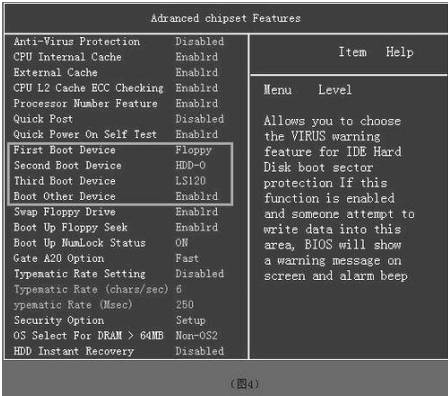 Adranced chipset Features
Anti-Virus Protection Disabled
CPU Internal Cache Enablrd
External Cache Enablrd
CPU L2 Cache ECC Checking Enablrd
Processor Number Feature Enablrd
Quick Post Disabled
Quick Power On Self Test Enablrd
First Boot Device Floppy
Second Boot Device HDD-O
Third Boot Device LS120
Boot Other Device Enablrd
Swap Floppy Drive Enablrd
Boot Up Floppy Seek Enablrd
Boot Up NumLock Status ON
Gate A20 Option Fast
Typematic Rate Setting Disabled
Typematic Rate (chars/sec) 6
ypematic Rate (Msec) 250
Security Option Setup
OS Select For DRAM > 64MB Non-OS2
HDD Instant Recovery Disabled
Item Help
Menu Level
Allows you to choose
the VIRUS warning
feature for IDE Hard
Disk boot sector
protection If this
function is enabled
and someone attempt to
write data into this
area, BIOS will show
a warning message on
screen and alarm beep
(图4)